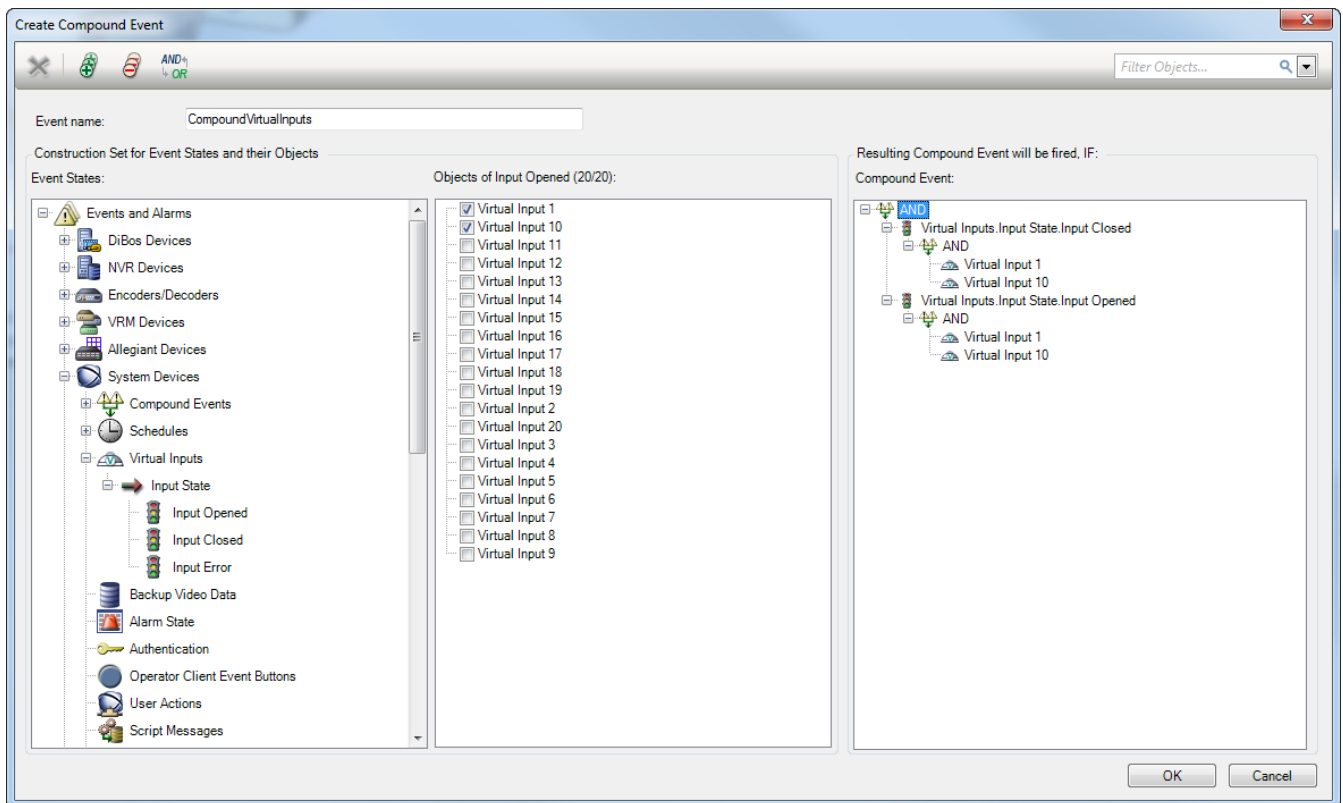 Create Compound Event
AND
OR
Filter Objects...
Event name:
CompoundVirtualInputs
Construction Set for Event States and their Objects
Event States:
Events and Alarms
DiBos Devices
NVR Devices
Encoders/Decoders
VRM Devices
Allegiant Devices
System Devices
Compound Events
Schedules
Virtual Inputs
Input State
Input Opened
Input Closed
Input Error
Backup Video Data
Alarm State
Authentication
Operator Client Event Buttons
User Actions
Script Messages
Objects of Input Opened (20/20):
Virtual Input 1
Virtual Input 10
Virtual Input 11
Virtual Input 12
Virtual Input 13
Virtual Input 14
Virtual Input 15
Virtual Input 16
Virtual Input 17
Virtual Input 18
Virtual Input 19
Virtual Input 2
Virtual Input 20
Virtual Input 3
Virtual Input 4
Virtual Input 5
Virtual Input 6
Virtual Input 7
Virtual Input 8
Virtual Input 9
Resulting Compound Event will be fired, IF:
Compound Event:
AND
Virtual Inputs.Input State.Input Closed
AND
Virtual Input 1
Virtual Input 10
Virtual Inputs.Input State.Input Opened
AND
Virtual Input 1
Virtual Input 10
OK
Cancel